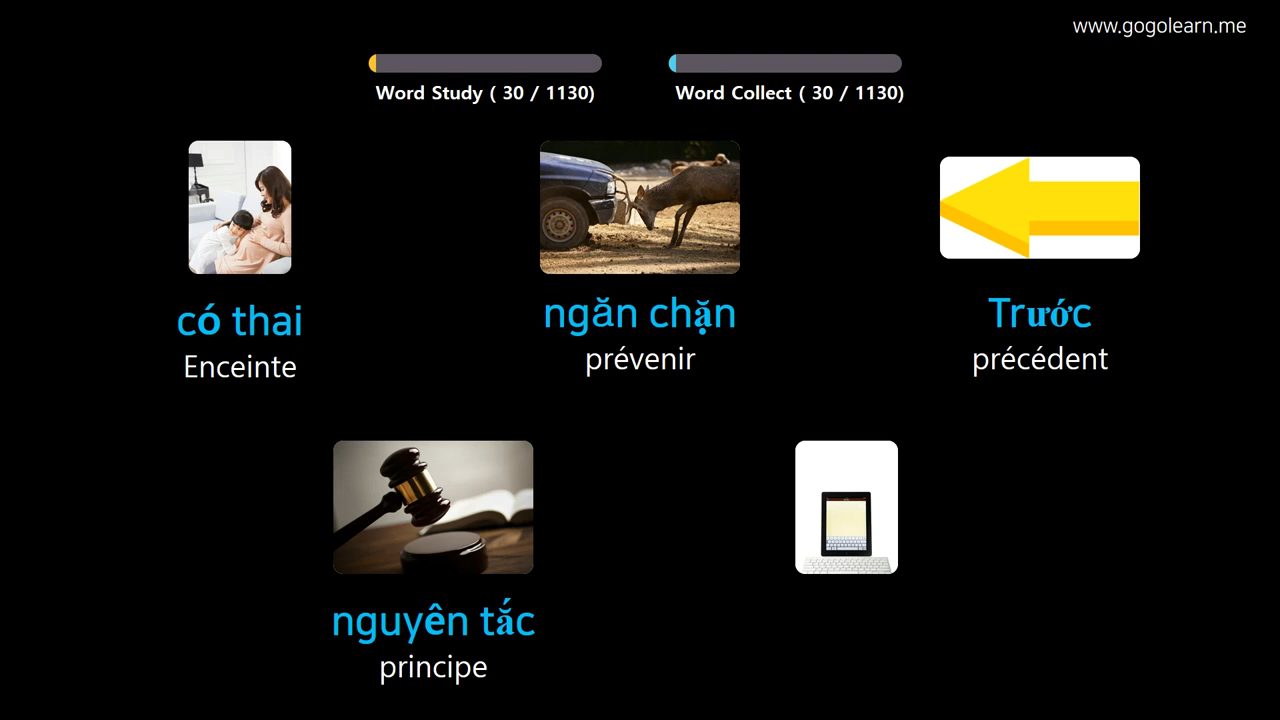 www.gogolearn.me
Word Study ( 30 / 1130)
Word Collect ( 30 / 1130)
có thai
Enceinte
ngăn chặn
prévenir
Trước
précédent
nguyên tắc
principe